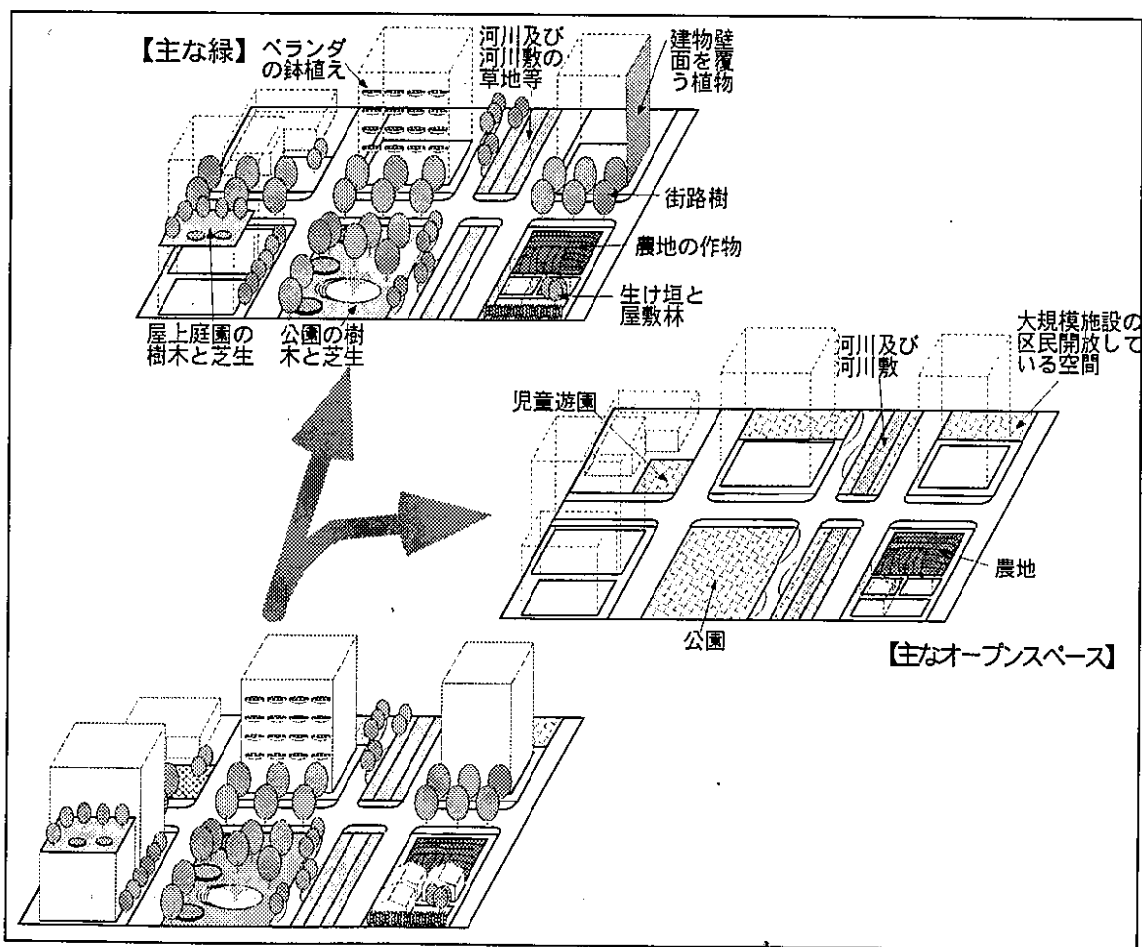 【主な緑】
ベランダ
の鉢植え
河川及び
河川敷の
草地等
建物壁
面を覆
う植物
街路樹
農地の作物
生け垣と
屋敷林
屋上庭園の
樹木と芝生
公園の樹
木と芝生
児童遊園
河川及び
河川敷
大規模施設の
区民開放して
いる空間
農地
公園
【主なオープンスペース】